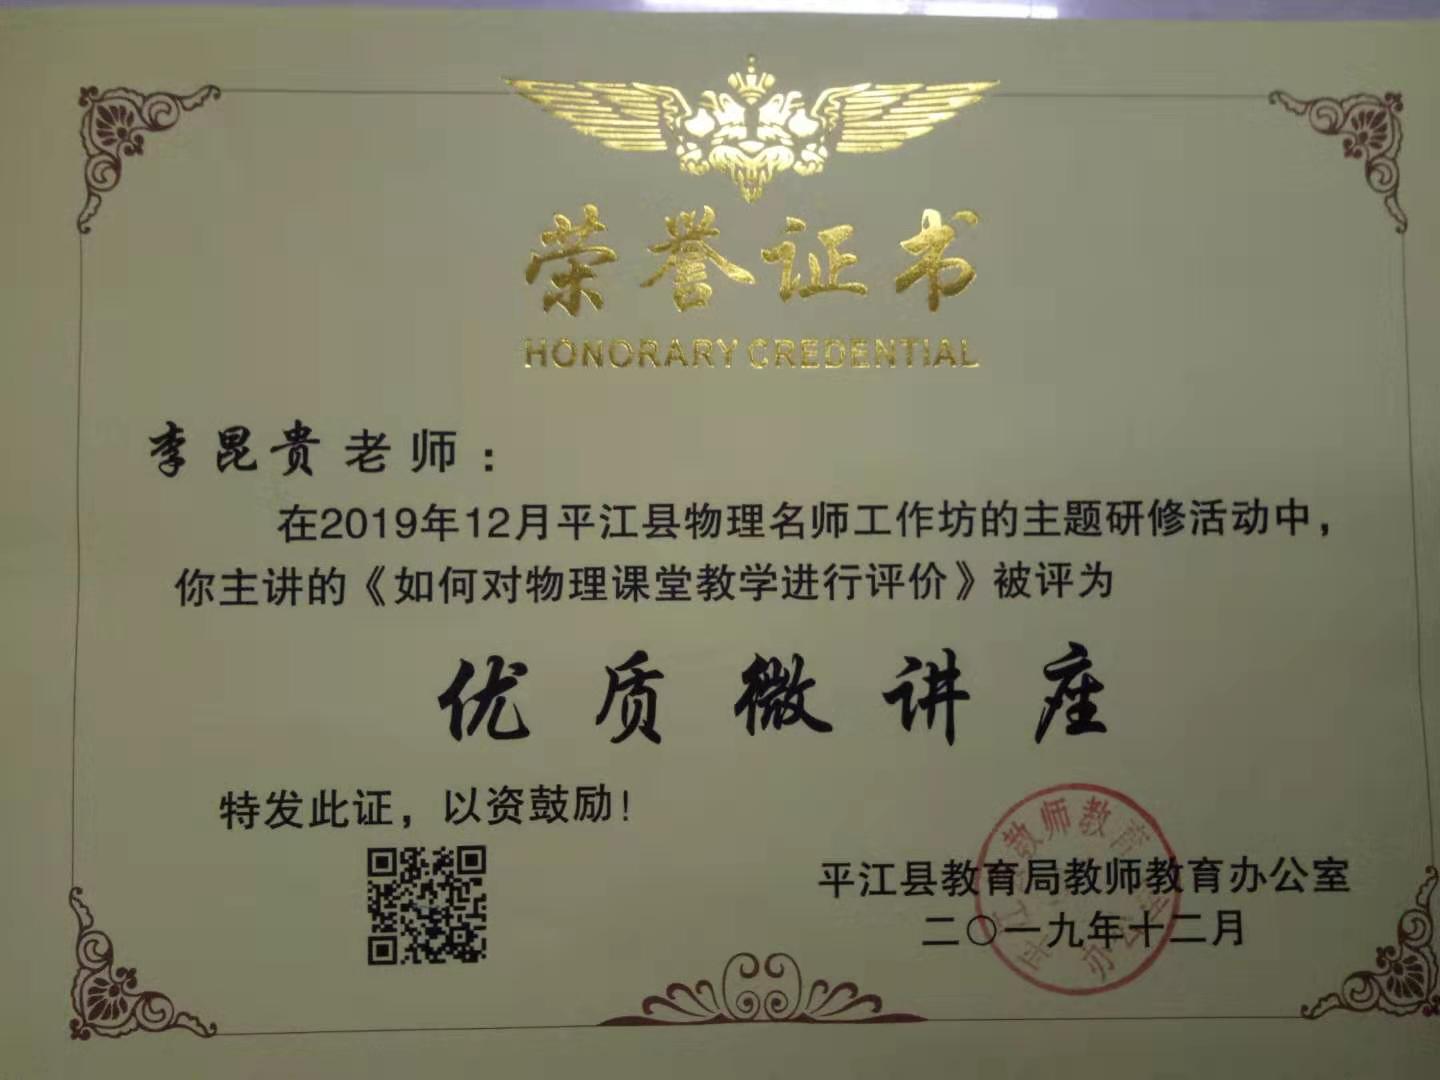 荣誉证书
HONORARY CREDENTIAL
李昆贵老师：
在2019年12月平江县物理名师工作坊的主题研修活动中，
你主讲的《如何对物理课堂教学进行评价》被评为
优质微讲座
特发此证，以资鼓励！
平江县教育局教师教育办公室
二〇一九年十二月